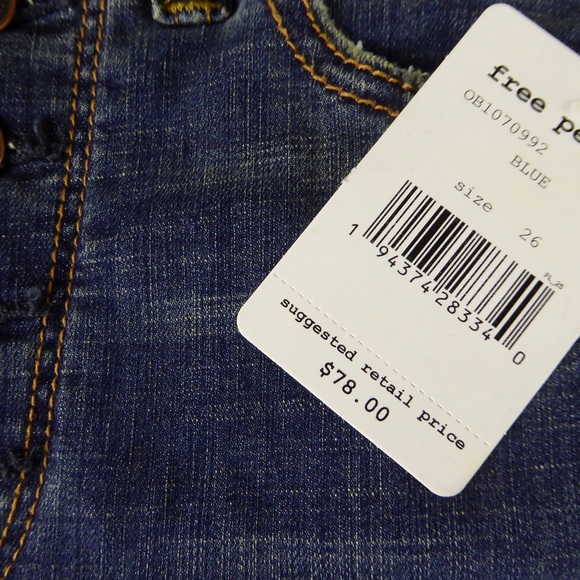 free pe
OB1070992
BLUE
size 26
1 94374 28334 0
suggested retail price
$78.00